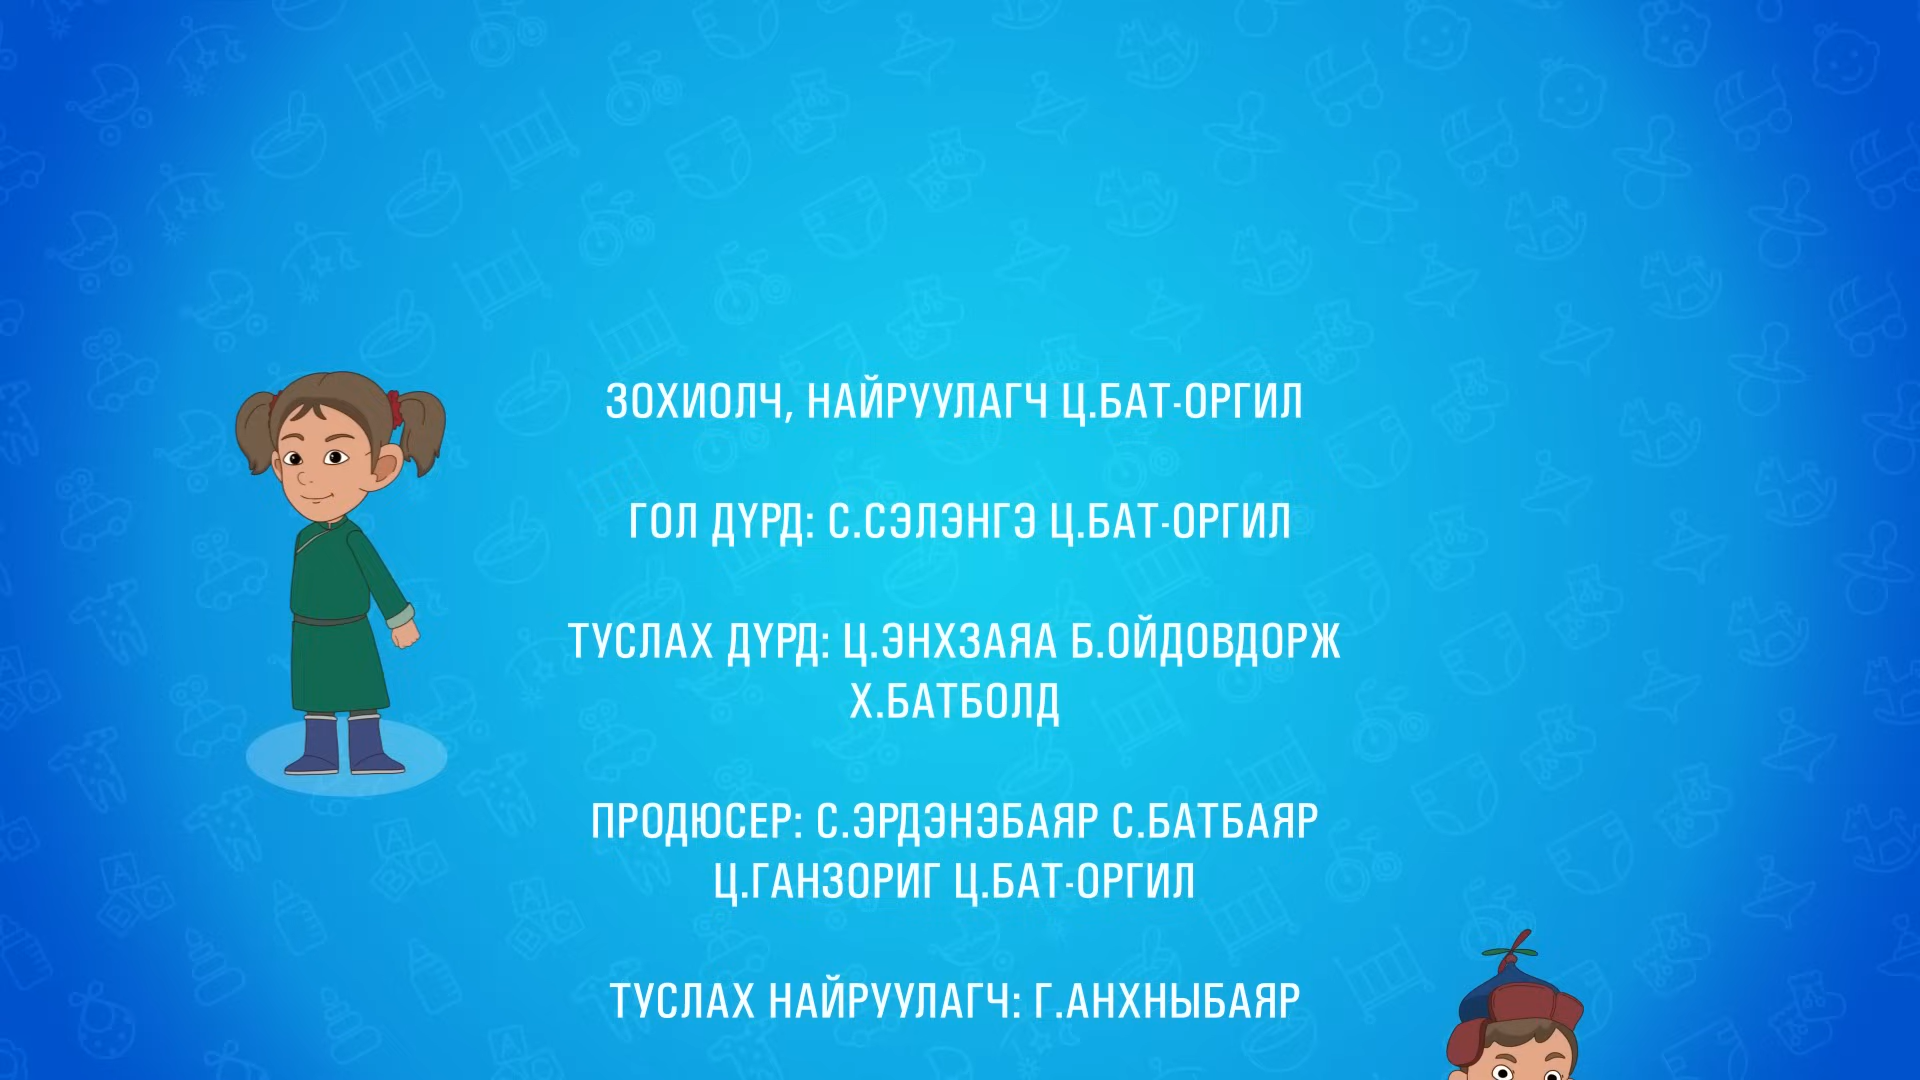 ЗОХИОЛЧ, НАЙРУУЛАГЧ Ц.БАТ-ОРГИЛ
ГОЛ ДҮРД: С.СЭЛЭНГЭ Ц.БАТ-ОРГИЛ
ТУСЛАХ ДҮРД: Ц.ЭНХЗАЯА Б.ОЙДОВДОРЖ
Х.БАТБОЛД
ПРОДЮСЕР: С.ЭРДЭНЭБАЯР С.БАТБАЯР
Ц.ГАНЗОРИГ Ц.БАТ-ОРГИЛ
ТУСЛАХ НАЙРУУЛАГЧ: Г.АНХНЫБАЯР